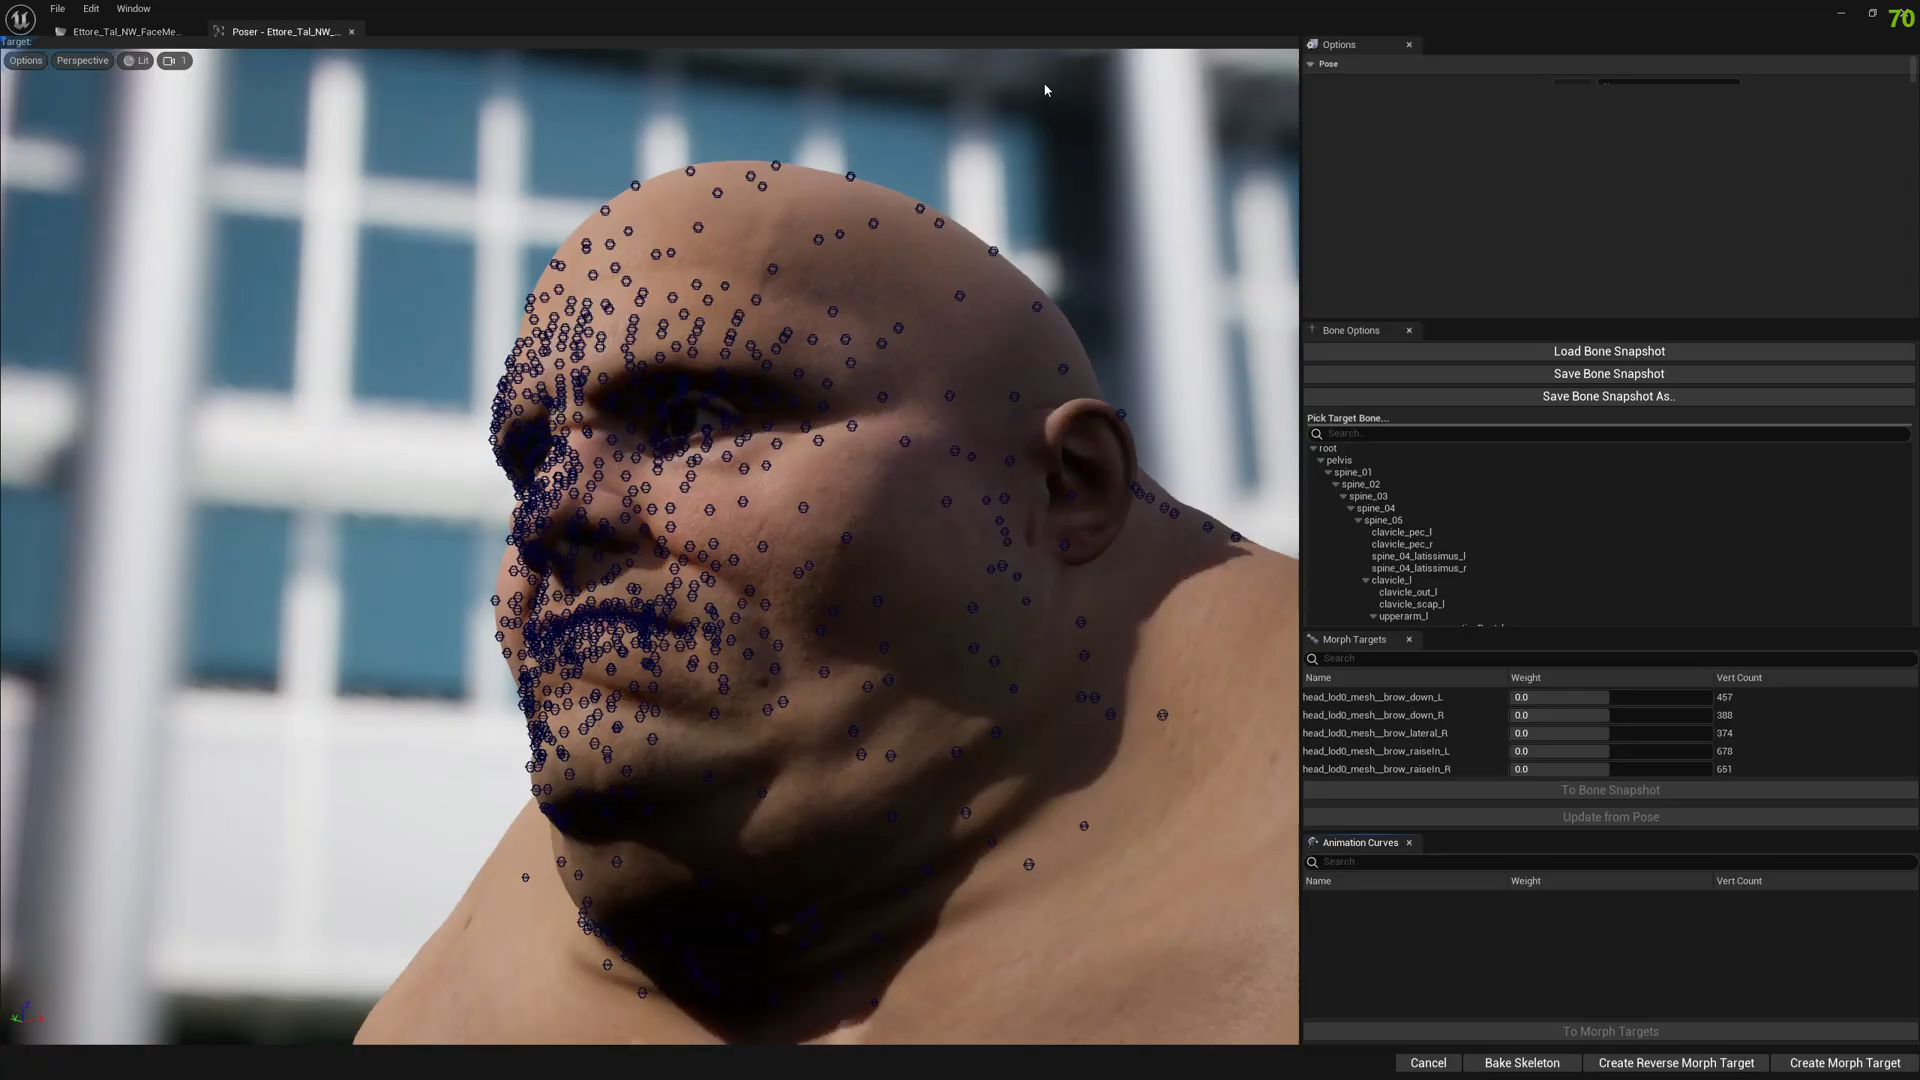 File Edit Window
70
Ettore_Tal_NW_FaceMe...
Poser - Ettore_Tal_NW_...
Target:
Options Perspective Lit 1
Options
Pose
Bone Options
Load Bone Snapshot
Save Bone Snapshot
Save Bone Snapshot As..
Pick Target Bone...
Search...
root
pelvis
spine_01
spine_02
spine_03
spine_04
spine_05
clavicle_pec_l
clavicle_pec_r
spine_04_latissimus_l
spine_04_latissimus_r
clavicle_l
clavicle_out_l
clavicle_scap_l
upperarm_l
Morph Targets
Search
Name Weight Vert Count
head_lod0_mesh__brow_down_L 0.0 457
head_lod0_mesh__brow_down_R 0.0 388
head_lod0_mesh__brow_lateral_R 0.0 374
head_lod0_mesh__brow_raiseIn_L 0.0 678
head_lod0_mesh__brow_raiseIn_R 0.0 651
To Bone Snapshot
Update from Pose
Animation Curves
Search
Name Weight Vert Count
To Morph Targets
Cancel Bake Skeleton Create Reverse Morph Target Create Morph Target